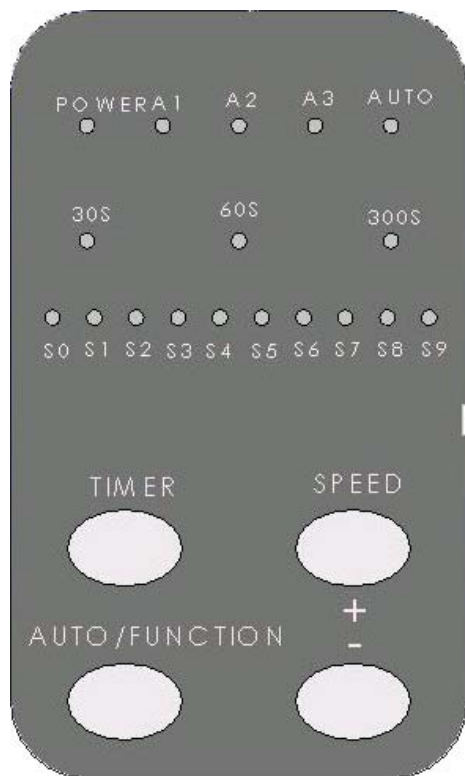 POWER A1 A2 A3 AUTO
30S 60S 300S
S0 S1 S2 S3 S4 S5 S6 S7 S8 S9
TIMER SPEED
+
AUTO/FUNCTION -